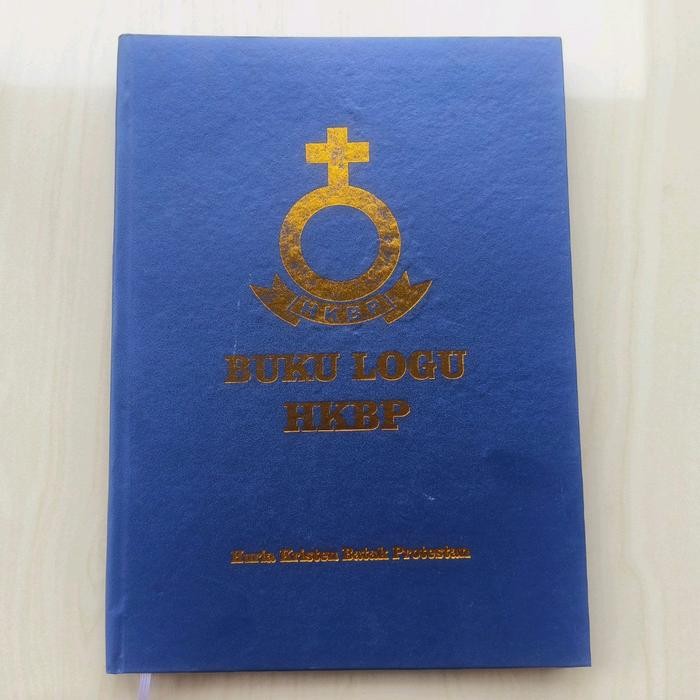 HKBP
BUKU LOGU
HKBP
Huria Kristen Batak Protestan